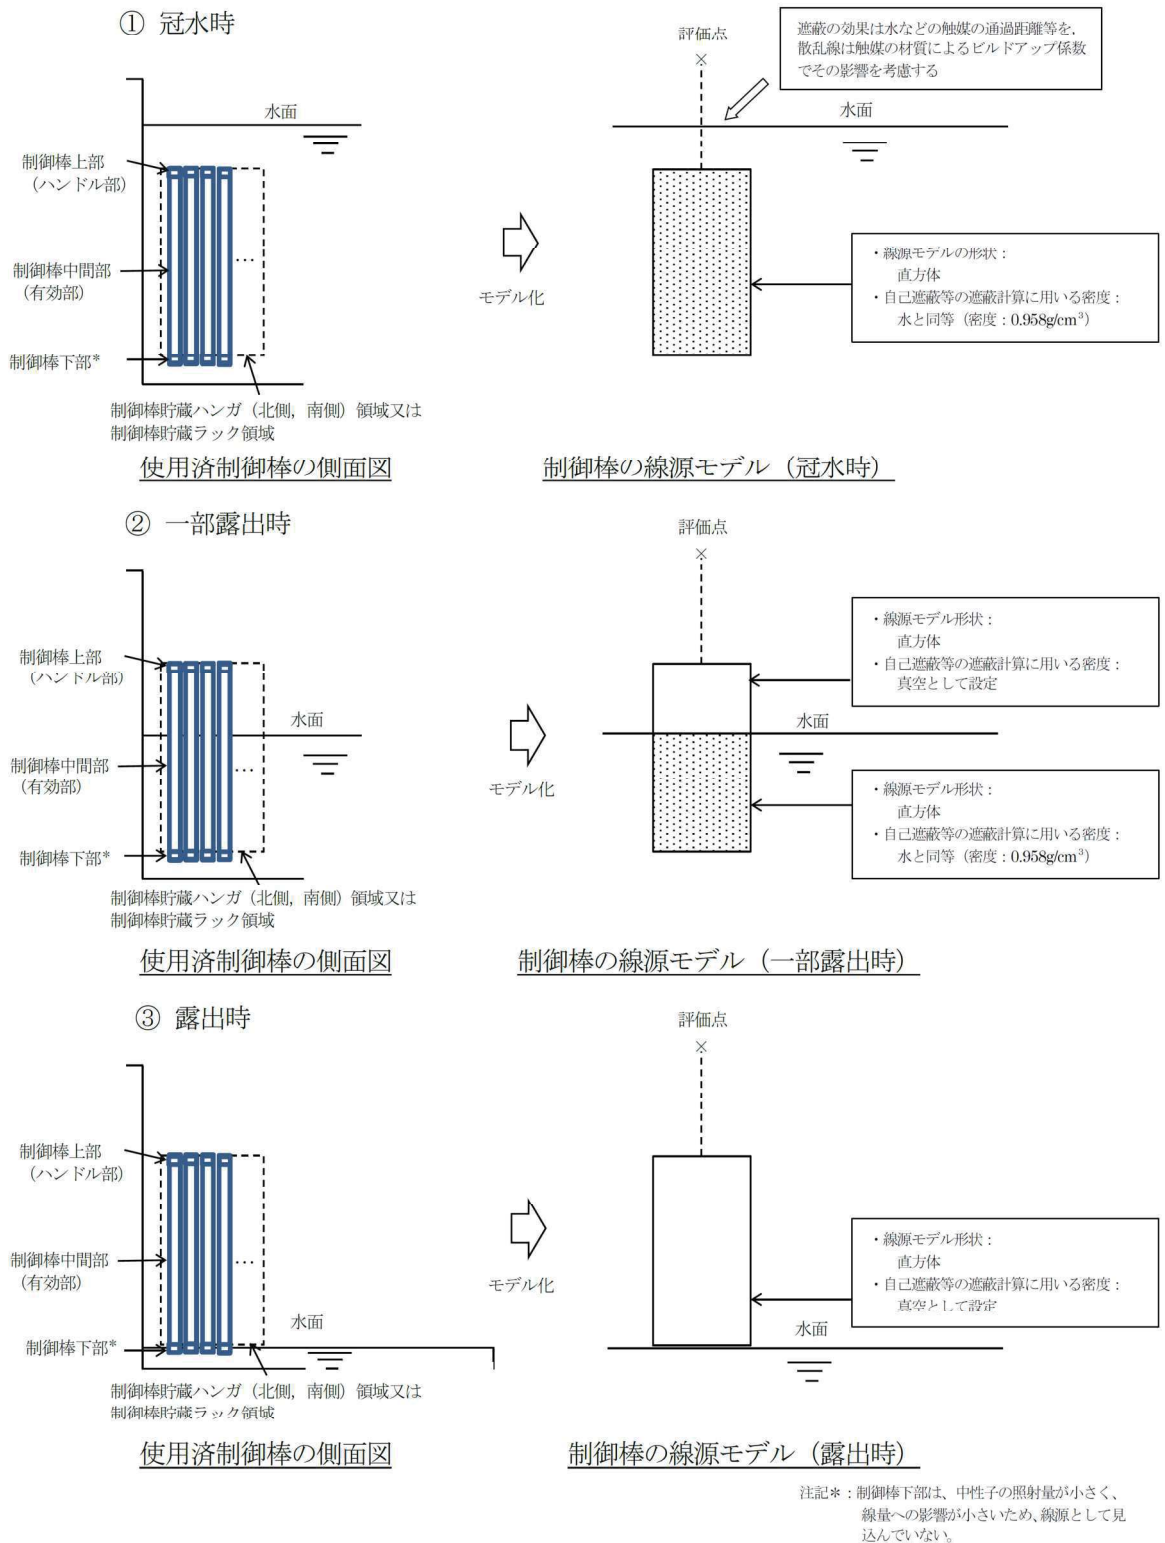 ① 冠水時
評価点
×
遮蔽の効果は水などの触媒の通過距離等を,
散乱線は触媒の材質によるビルドアップ係数
でその影響を考慮する
水面
水面
制御棒上部
(ハンドル部)
制御棒中間部
(有効部)
制御棒下部*
…
モデル化
・線源モデルの形状：
直方体
・自己遮蔽等の遮蔽計算に用いる密度：
水と同等（密度：0.958g/cm³）
制御棒貯蔵ハンガ（北側，南側）領域又は
制御棒貯蔵ラック領域
使用済制御棒の側面図
制御棒の線源モデル（冠水時）
② 一部露出時
評価点
×
制御棒上部
(ハンドル部)
水面
制御棒中間部
(有効部)
制御棒下部*
…
モデル化
・線源モデル形状：
直方体
・自己遮蔽等の遮蔽計算に用いる密度：
真空として設定
水面
・線源モデル形状：
直方体
・自己遮蔽等の遮蔽計算に用いる密度：
水と同等（密度：0.958g/cm³）
制御棒貯蔵ハンガ（北側，南側）領域又は
制御棒貯蔵ラック領域
使用済制御棒の側面図
制御棒の線源モデル（一部露出時）
③ 露出時
評価点
×
制御棒上部
(ハンドル部)
制御棒中間部
(有効部)
…
水面
制御棒下部*
モデル化
・線源モデル形状：
直方体
・自己遮蔽等の遮蔽計算に用いる密度：
真空として設定
水面
制御棒貯蔵ハンガ（北側，南側）領域又は
制御棒貯蔵ラック領域
使用済制御棒の側面図
制御棒の線源モデル（露出時）
注記＊：制御棒下部は、中性子の照射量が小さく、
線量への影響が小さいため、線源として見
込んでいない。